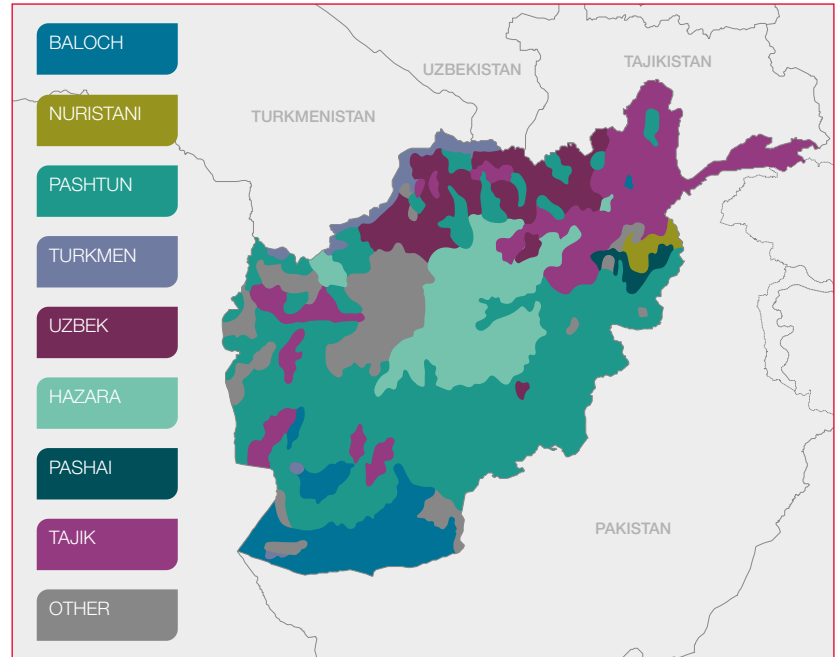 BALOCH
NURISTANI
PASHTUN
TURKMEN
UZBEK
HAZARA
PASHAI
TAJIK
OTHER
UZBEKISTAN
TAJIKISTAN
TURKMENISTAN
PAKISTAN